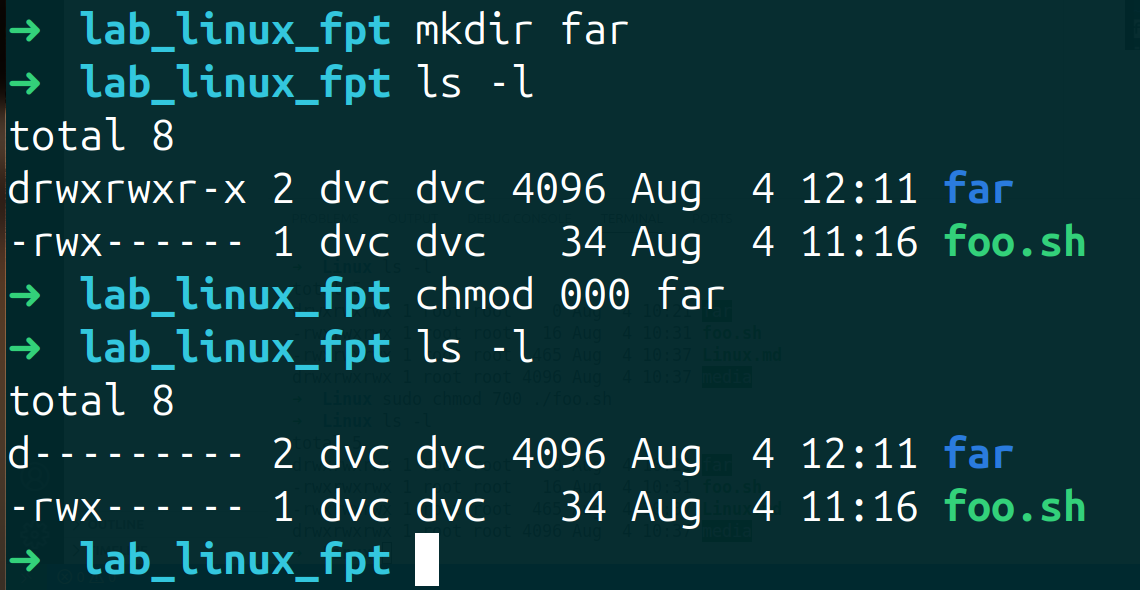 ➜  lab_linux_fpt mkdir far
➜  lab_linux_fpt ls -l
total 8
drwxrwxr-x 2 dvc dvc 4096 Aug  4 12:11 far
-rwx------ 1 dvc dvc   34 Aug  4 11:16 foo.sh
➜  lab_linux_fpt chmod 000 far
➜  lab_linux_fpt ls -l
total 8
d--------- 2 dvc dvc 4096 Aug  4 12:11 far
-rwx------ 1 dvc dvc   34 Aug  4 11:16 foo.sh
➜  lab_linux_fpt